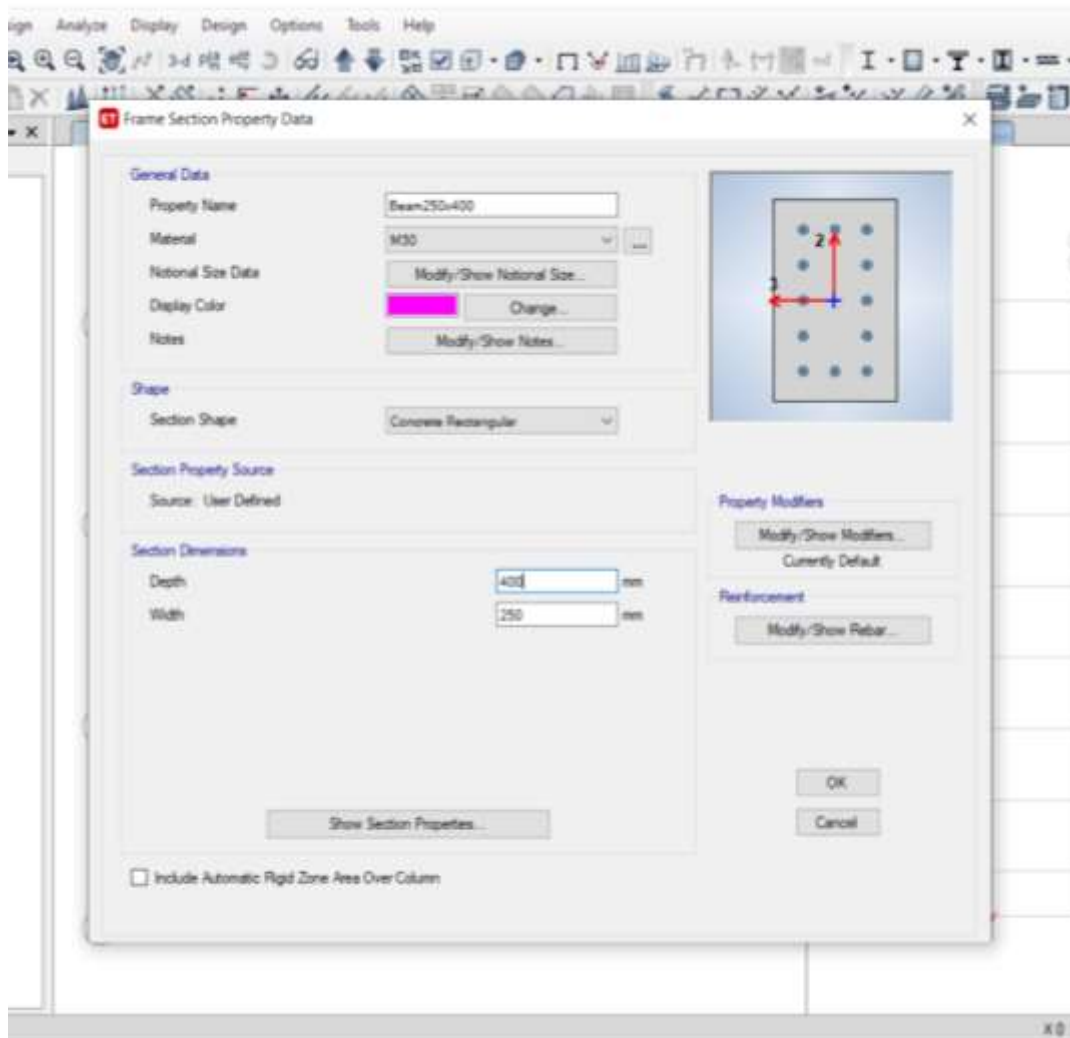 ign Analyze Display Design Options Tools Help
Frame Section Property Data
General Data
Property Name Beam250x400
Material M30 ...
Notional Size Data Modify/Show Notional Size...
Display Color Change...
Notes Modify/Show Notes...
2
3
Shape
Section Shape Concrete Rectangular
Section Property Source
Source: User Defined
Property Modifiers
Modify/Show Modifiers...
Currently Default
Section Dimensions
Depth 400 mm
Width 250 mm
Reinforcement
Modify/Show Rebar...
OK
Cancel
Show Section Properties...
Include Automatic Rigid Zone Area Over Column
X 0